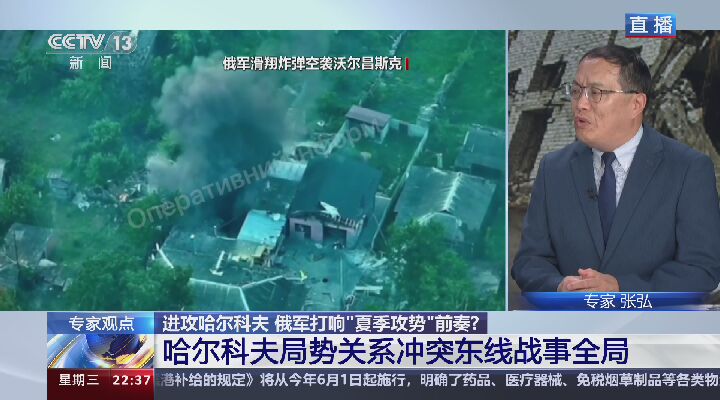 CCTV 13
新闻
直播
俄军滑翔炸弹空袭沃尔昌斯克
专家 张弘
专家观点
进攻哈尔科夫 俄军打响"夏季攻势"前奏?
哈尔科夫局势关系冲突东线战事全局
星期三 22:37
港补给的规定》将从今年6月1日起施行，明确了药品、医疗器械、免税烟草制品等各类物